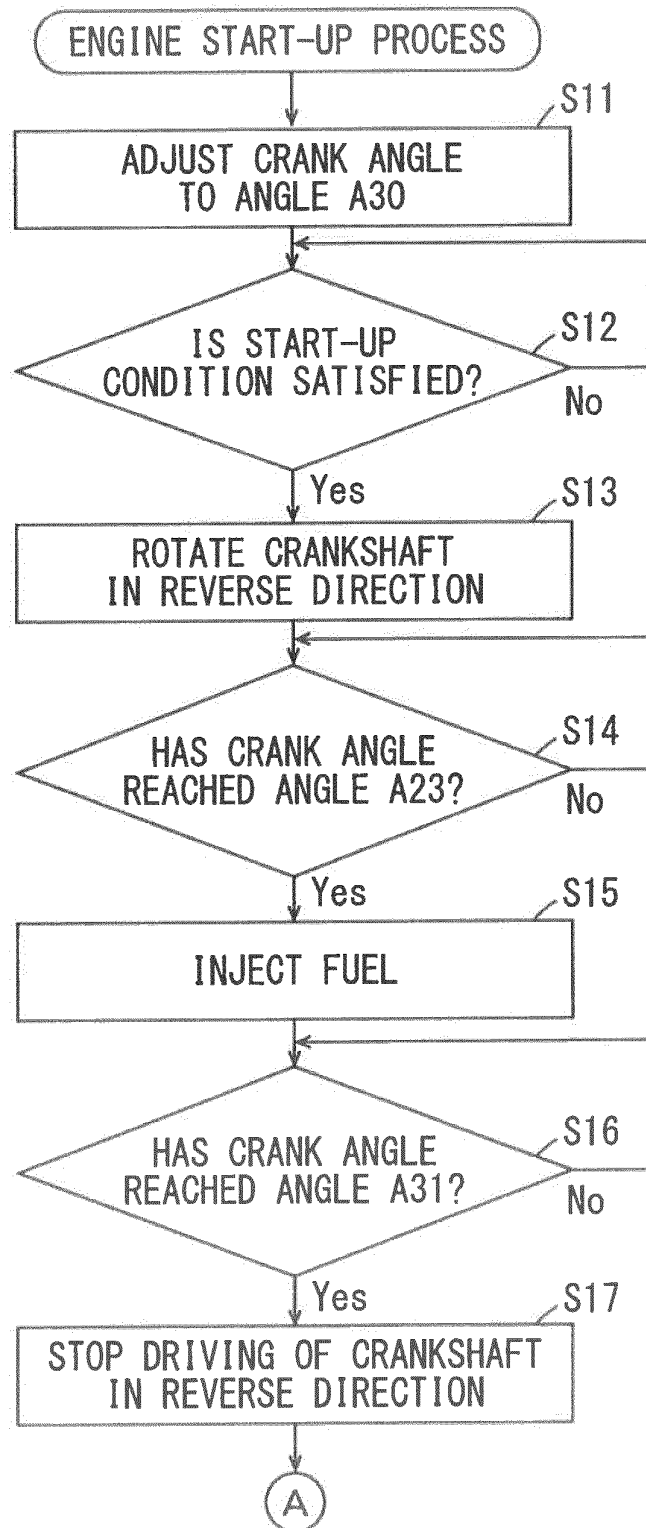 ENGINE START-UP PROCESS
S11
ADJUST CRANK ANGLE
TO ANGLE A30
S12
IS START-UP
CONDITION SATISFIED?
No
Yes
S13
ROTATE CRANKSHAFT
IN REVERSE DIRECTION
S14
HAS CRANK ANGLE
REACHED ANGLE A23?
No
Yes
S15
INJECT FUEL
S16
HAS CRANK ANGLE
REACHED ANGLE A31?
No
Yes
S17
STOP DRIVING OF CRANKSHAFT
IN REVERSE DIRECTION
A